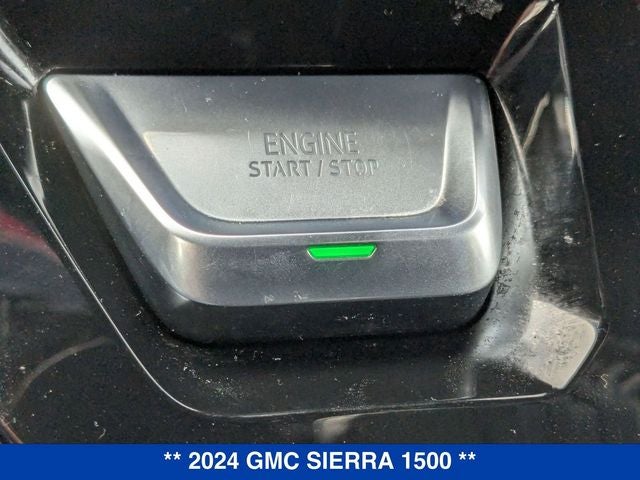 ENGINE
START / STOP
** 2024 GMC SIERRA 1500 **